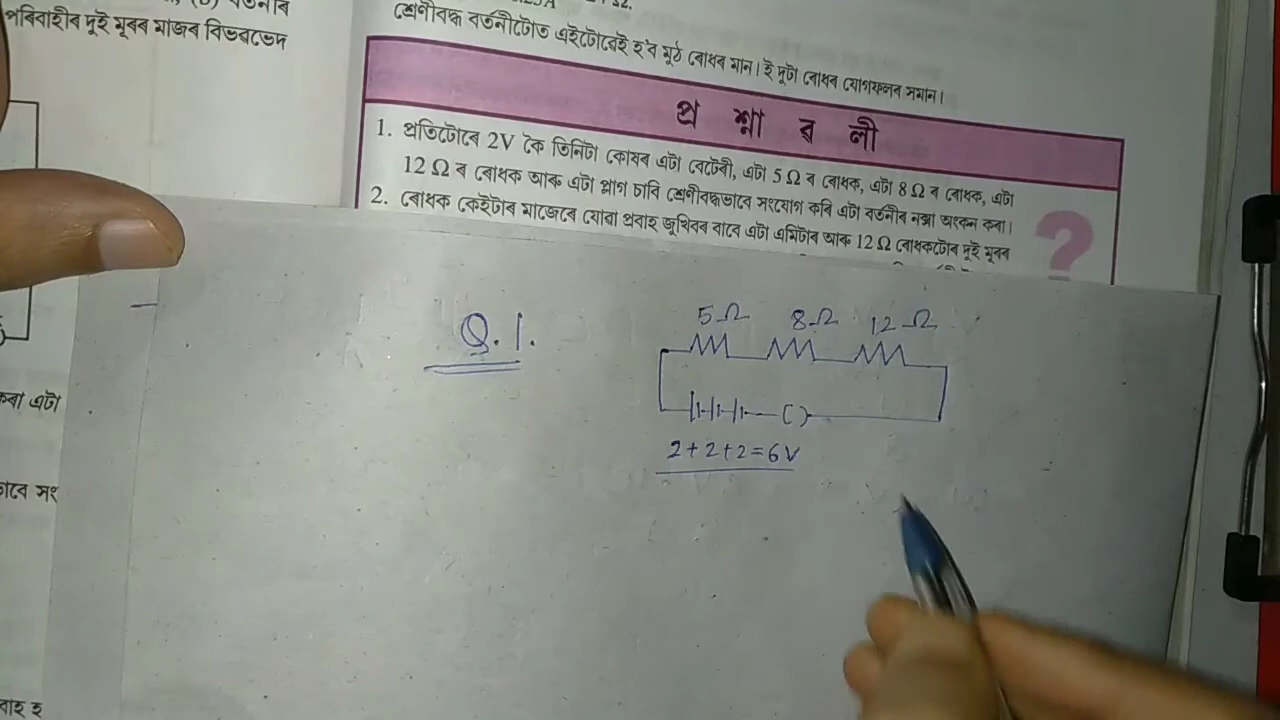 পৰিবাহীৰ দুই মূৰৰ মাজৰ বিভৱভেদ
শ্ৰেণীবদ্ধ বৰ্তনীটোত এইটোৱেই হ'ব মুঠ ৰোধৰ মান। ই দুটা ৰোধৰ যোগফলৰ সমান।
প্ৰ শ্না ৱ লী
1. প্ৰতিটোৱে 2V কৈ তিনিটা কোষৰ এটা বেটেৰী, এটা 5 Ω ৰ ৰোধক, এটা 8 Ω ৰ ৰোধক, এটা
12 Ω ৰ ৰোধক আৰু এটা প্লাগ চাবি শ্ৰেণীবদ্ধভাৱে সংযোগ কৰি এটা বৰ্তনীৰ নক্সা অংকন কৰা।
2. ৰোধক কেইটাৰ মাজেৰে যোৱা প্ৰবাহ জুখিবৰ বাবে এটা এমিটাৰ আৰু 12 Ω ৰোধকটোৰ দুই মূৰৰ
?
Q. 1.
5 Ω 8 Ω 12 Ω
2 + 2 + 2 = 6 V
কৰা এটা